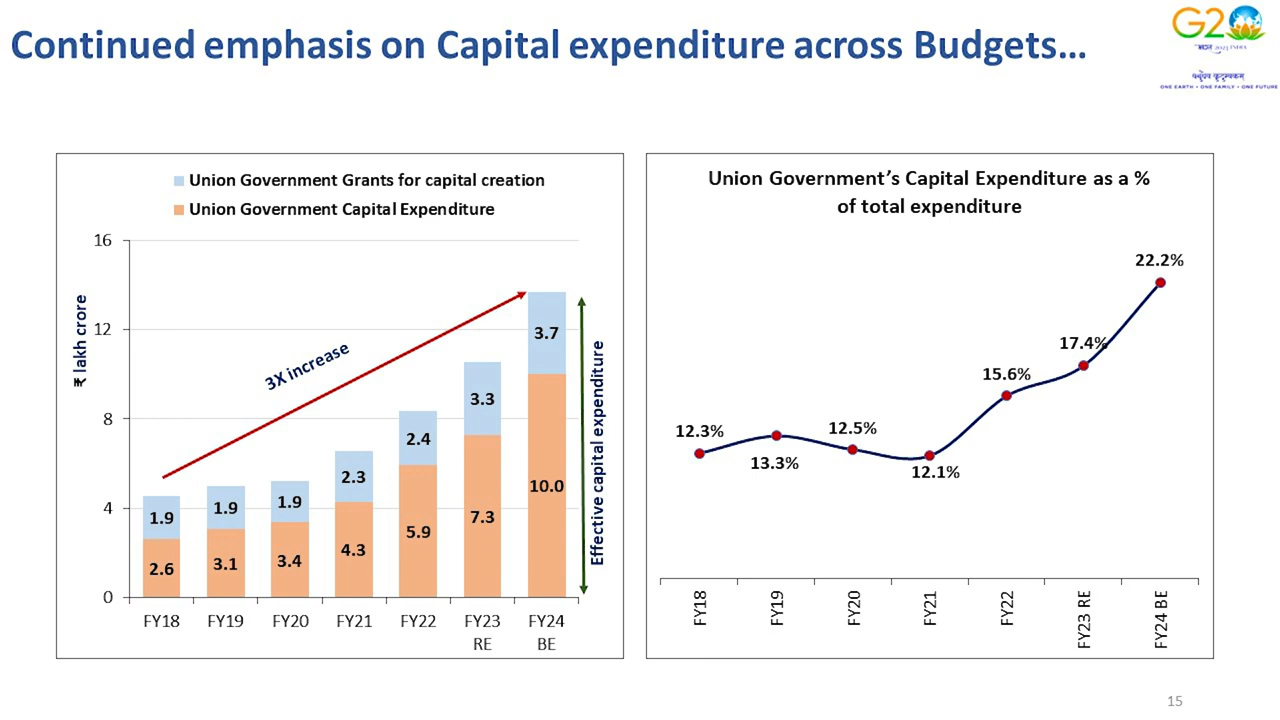 Continued emphasis on Capital expenditure across Budgets...
G20
भारत 2023 INDIA
वसुधैव कुटुम्बकम्
ONE EARTH • ONE FAMILY • ONE FUTURE
Union Government Grants for capital creation
Union Government Capital Expenditure
₹ lakh crore
16
12
8
4
0
3X increase
1.9
1.9
1.9
2.3
2.4
3.3
3.7
2.6
3.1
3.4
4.3
5.9
7.3
10.0
FY18
FY19
FY20
FY21
FY22
FY23
RE
FY24
BE
Effective capital expenditure
Union Government’s Capital Expenditure as a %
of total expenditure
12.3%
13.3%
12.5%
12.1%
15.6%
17.4%
22.2%
FY18
FY19
FY20
FY21
FY22
FY23 RE
FY24 BE
15